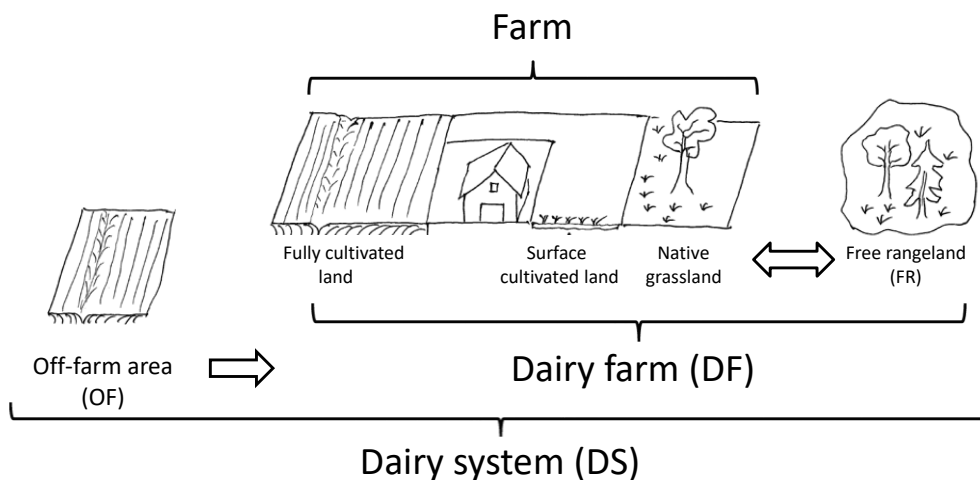 Farm
Fully cultivated
land
Surface
cultivated land
Native
grassland
Free rangeland
(FR)
Off-farm area
(OF)
Dairy farm (DF)
Dairy system (DS)